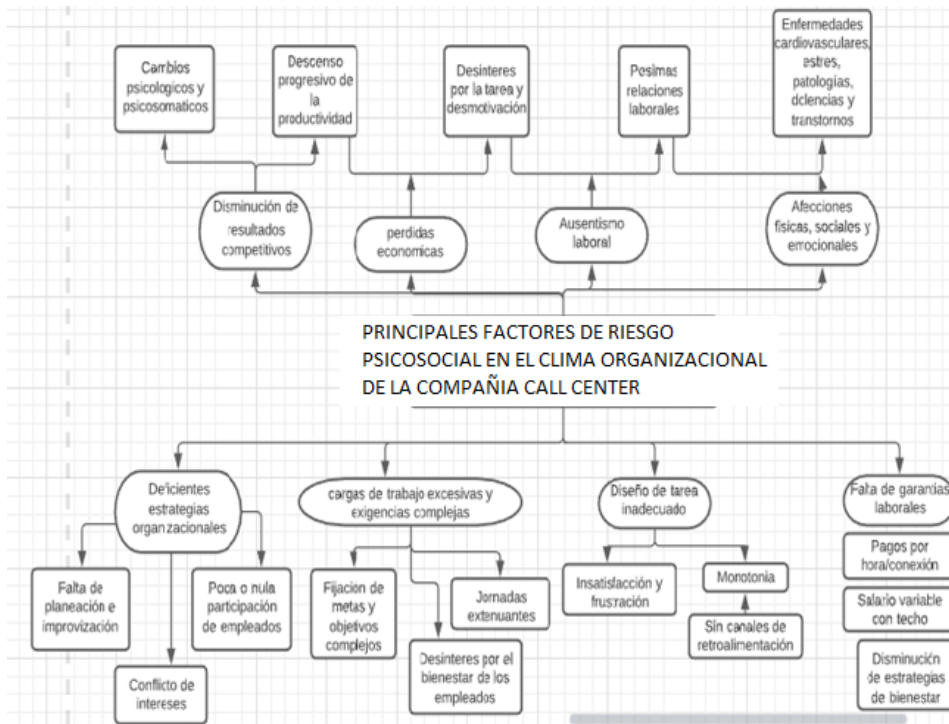 Cambios
psicologicos y
psicosomaticos
Descenso
progresivo de
la
productividad
Desinteres
por la tarea y
desmotivación
Pesimas
relaciones
laborales
Enfermedades
cardiovasculares,
estres,
patologías,
dolencias y
transtornos
Disminución de
resultados
competitivos
perdidas
economicas
Ausentismo
laboral
Afecciones
físicas, sociales y
emocionales
PRINCIPALES FACTORES DE RIESGO
PSICOSOCIAL EN EL CLIMA ORGANIZACIONAL
DE LA COMPAÑIA CALL CENTER
Deficientes
estrategias
organizacionales
cargas de trabajo excesivas y
exigencias complejas
Diseño de tarea
inadecuado
Falta de garantías
laborales
Falta de
planeación e
improvización
Poca o nula
participación
de empleados
Conflicto de
intereses
Fijación de
metas y
objetivos
complejos
Jornadas
extenuantes
Desinteres por el
bienestar de los
empleados
Insatisfacción y
frustración
Monotonia
Sin canales de
retroalimentación
Pagos por
hora/conexión
Salario variable
con techo
Disminución
de estrategias
de bienestar